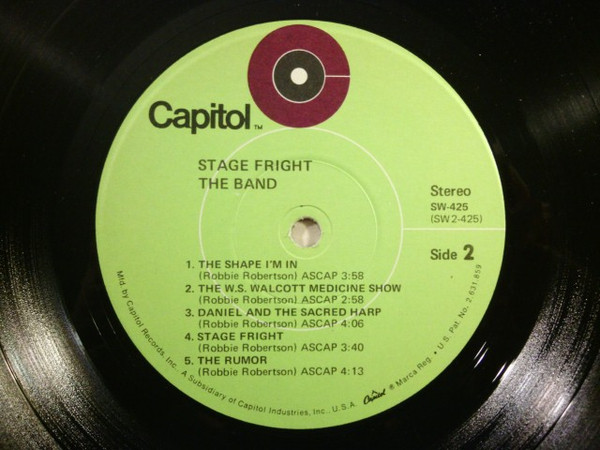 Capitol™
STAGE FRIGHT
THE BAND
Stereo
SW-425
(SW2-425)
Side 2
1. THE SHAPE I'M IN
(Robbie Robertson) ASCAP 3:58
2. THE W.S. WALCOTT MEDICINE SHOW
(Robbie Robertson) ASCAP 2:58
3. DANIEL AND THE SACRED HARP
(Robbie Robertson) ASCAP 4:06
4. STAGE FRIGHT
(Robbie Robertson) ASCAP 3:40
5. THE RUMOR
(Robbie Robertson) ASCAP 4:13
Mfd. by Capitol Records, Inc., A Subsidiary of Capitol Industries, Inc., U.S.A. Capitol ® Marca Reg. • U.S. Pat. No. 2,631,859